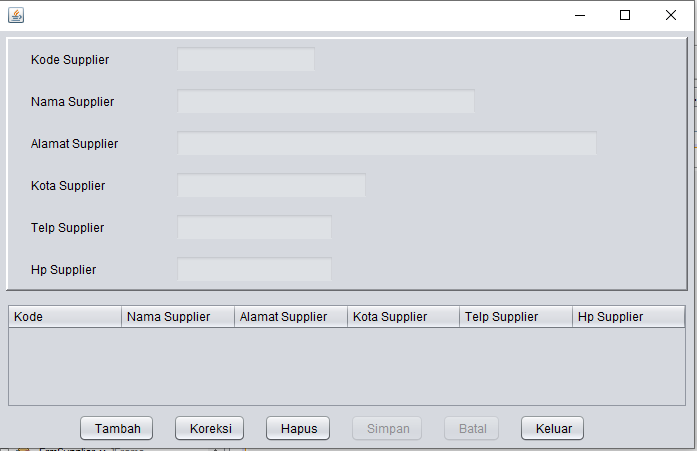 Kode Supplier
Nama Supplier
Alamat Supplier
Kota Supplier
Telp Supplier
Hp Supplier
Kode Nama Supplier Alamat Supplier Kota Supplier Telp Supplier Hp Supplier
Tambah Koreksi Hapus Simpan Batal Keluar